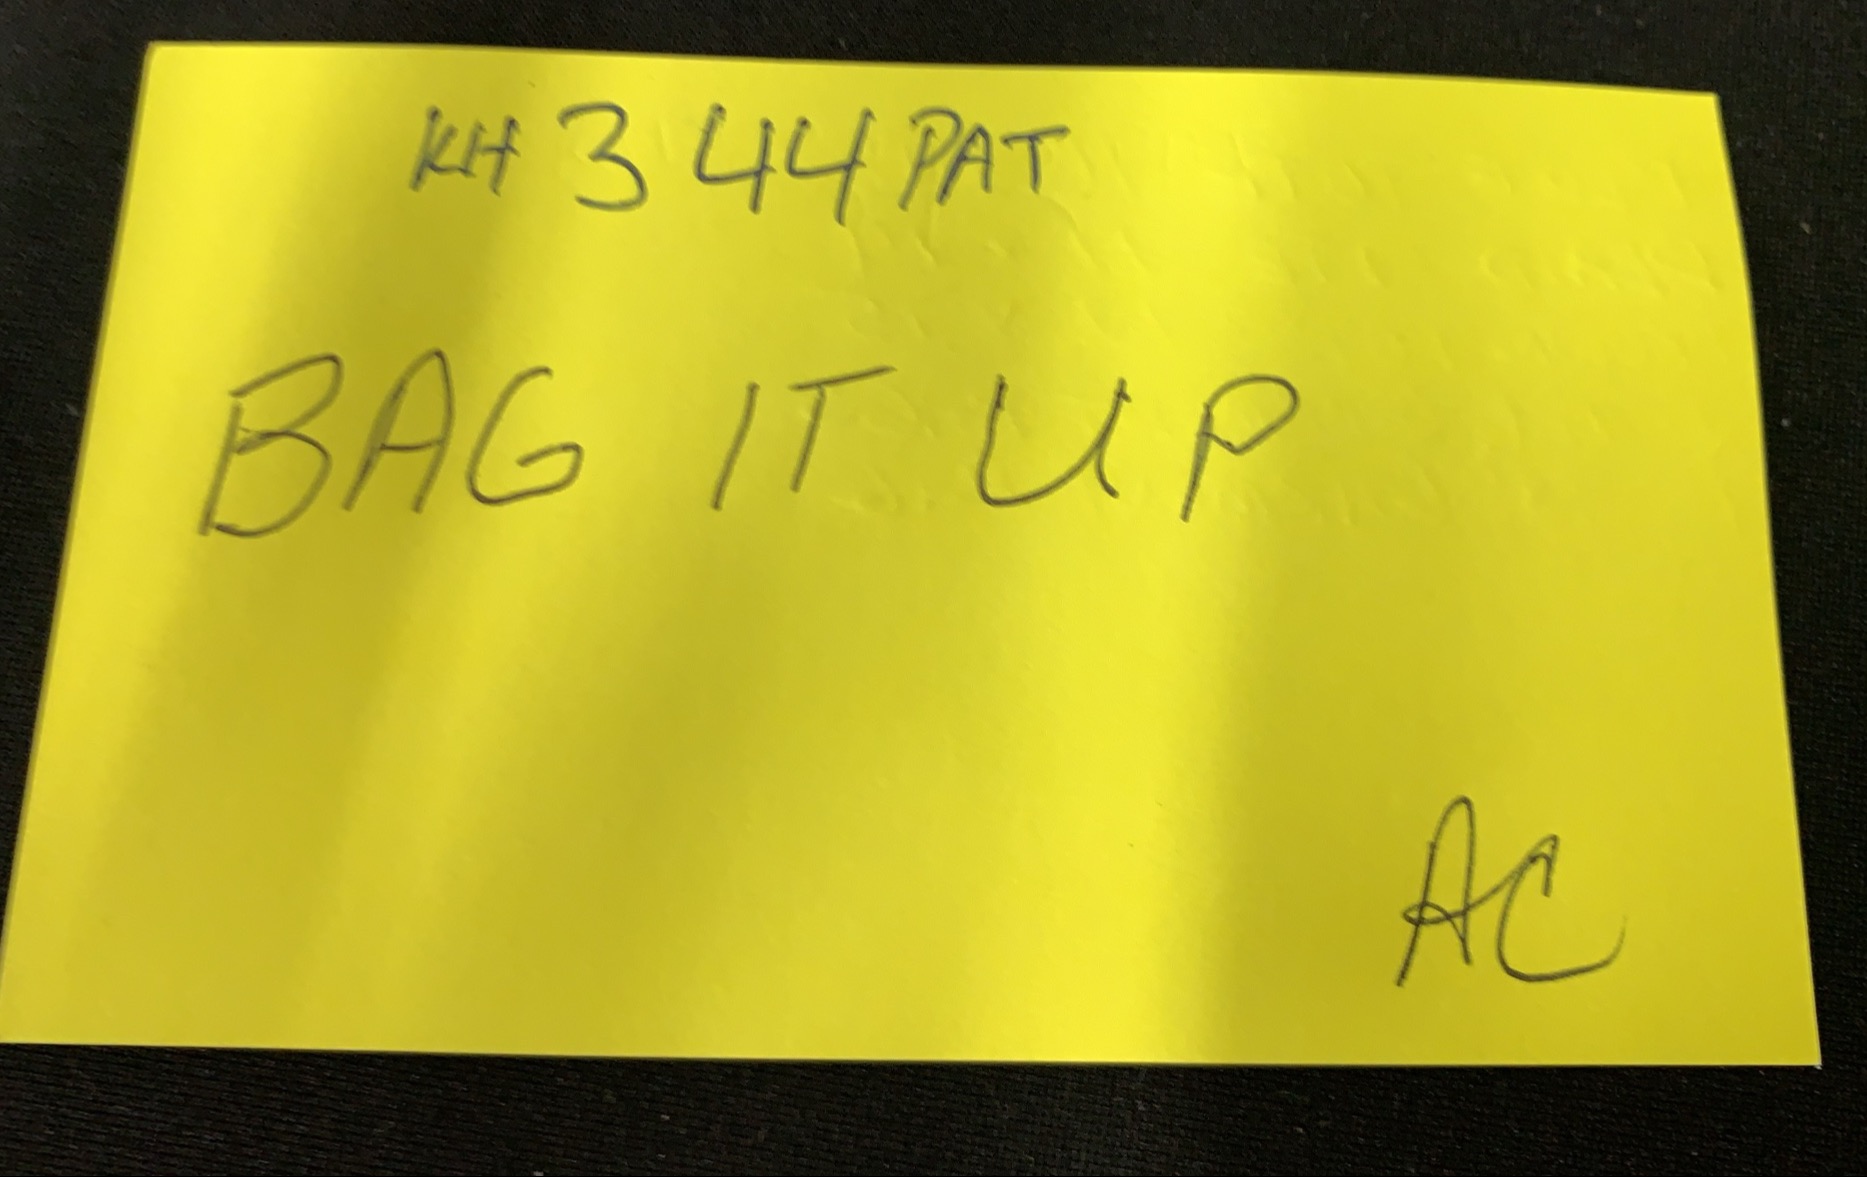 KH 344 PAT
BAG IT UP
AC